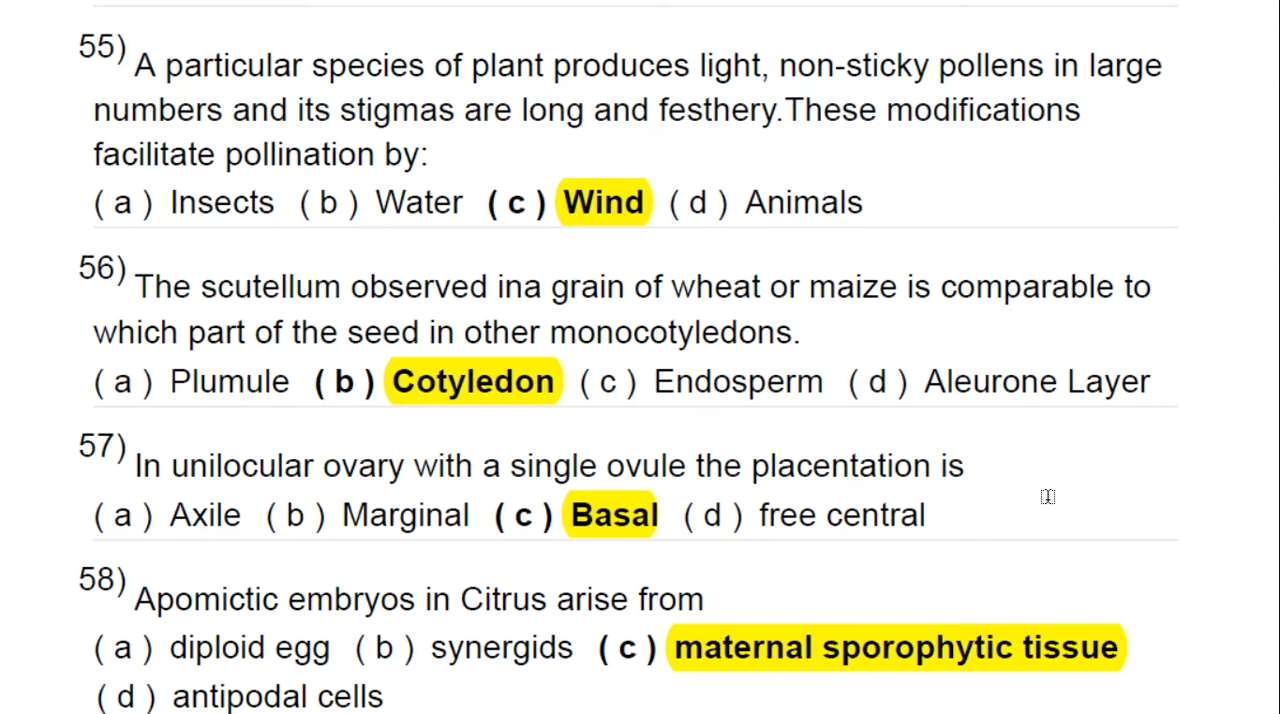 55) A particular species of plant produces light, non-sticky pollens in large
numbers and its stigmas are long and festhery.These modifications
facilitate pollination by:
( a ) Insects ( b ) Water ( c ) Wind ( d ) Animals
56) The scutellum observed ina grain of wheat or maize is comparable to
which part of the seed in other monocotyledons.
( a ) Plumule ( b ) Cotyledon ( c ) Endosperm ( d ) Aleurone Layer
57) In unilocular ovary with a single ovule the placentation is
( a ) Axile ( b ) Marginal ( c ) Basal ( d ) free central
58) Apomictic embryos in Citrus arise from
( a ) diploid egg ( b ) synergids ( c ) maternal sporophytic tissue
( d ) antipodal cells